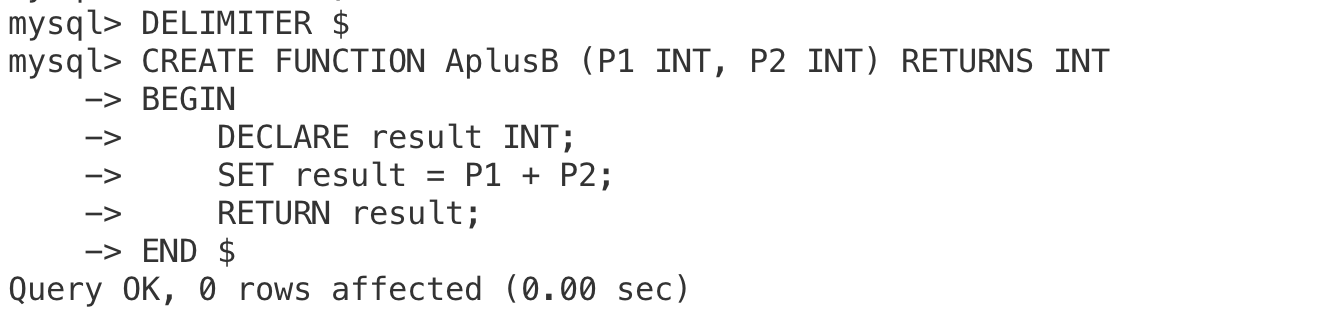 mysql> DELIMITER $
mysql> CREATE FUNCTION AplusB (P1 INT, P2 INT) RETURNS INT
    -> BEGIN
    ->     DECLARE result INT;
    ->     SET result = P1 + P2;
    ->     RETURN result;
    -> END $
Query OK, 0 rows affected (0.00 sec)